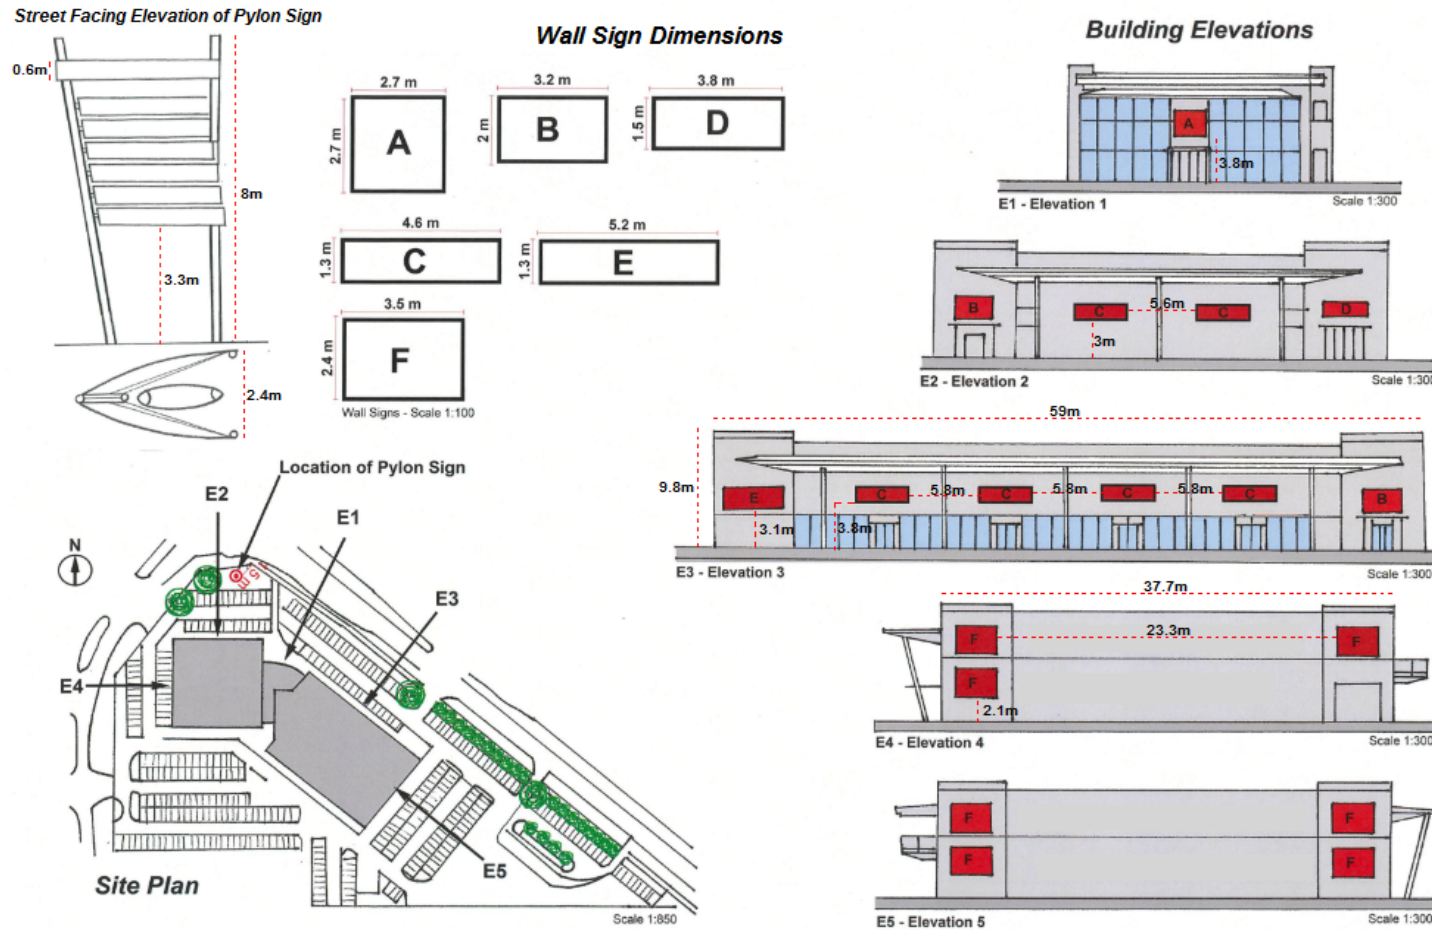 Street Facing Elevation of Pylon Sign
0.6m
8m
3.3m
2.4m
Wall Sign Dimensions
2.7 m
2.7 m
A
3.2 m
2 m
B
3.8 m
1.5 m
D
4.6 m
1.3 m
C
5.2 m
1.3 m
E
3.5 m
2.4 m
F
Wall Signs - Scale 1:100
Building Elevations
A
3.8m
E1 - Elevation 1
Scale 1:300
B
C
5.6m
C
D
3m
E2 - Elevation 2
Scale 1:300
59m
9.8m
E
C
5.8m
C
5.8m
C
5.8m
C
B
3.1m
3.8m
E3 - Elevation 3
Scale 1:300
37.7m
F
23.3m
F
F
2.1m
E4 - Elevation 4
Scale 1:300
F
F
F
F
E5 - Elevation 5
Scale 1:300
Location of Pylon Sign
E2
E1
N
E3
E4
E5
Site Plan
Scale 1:850